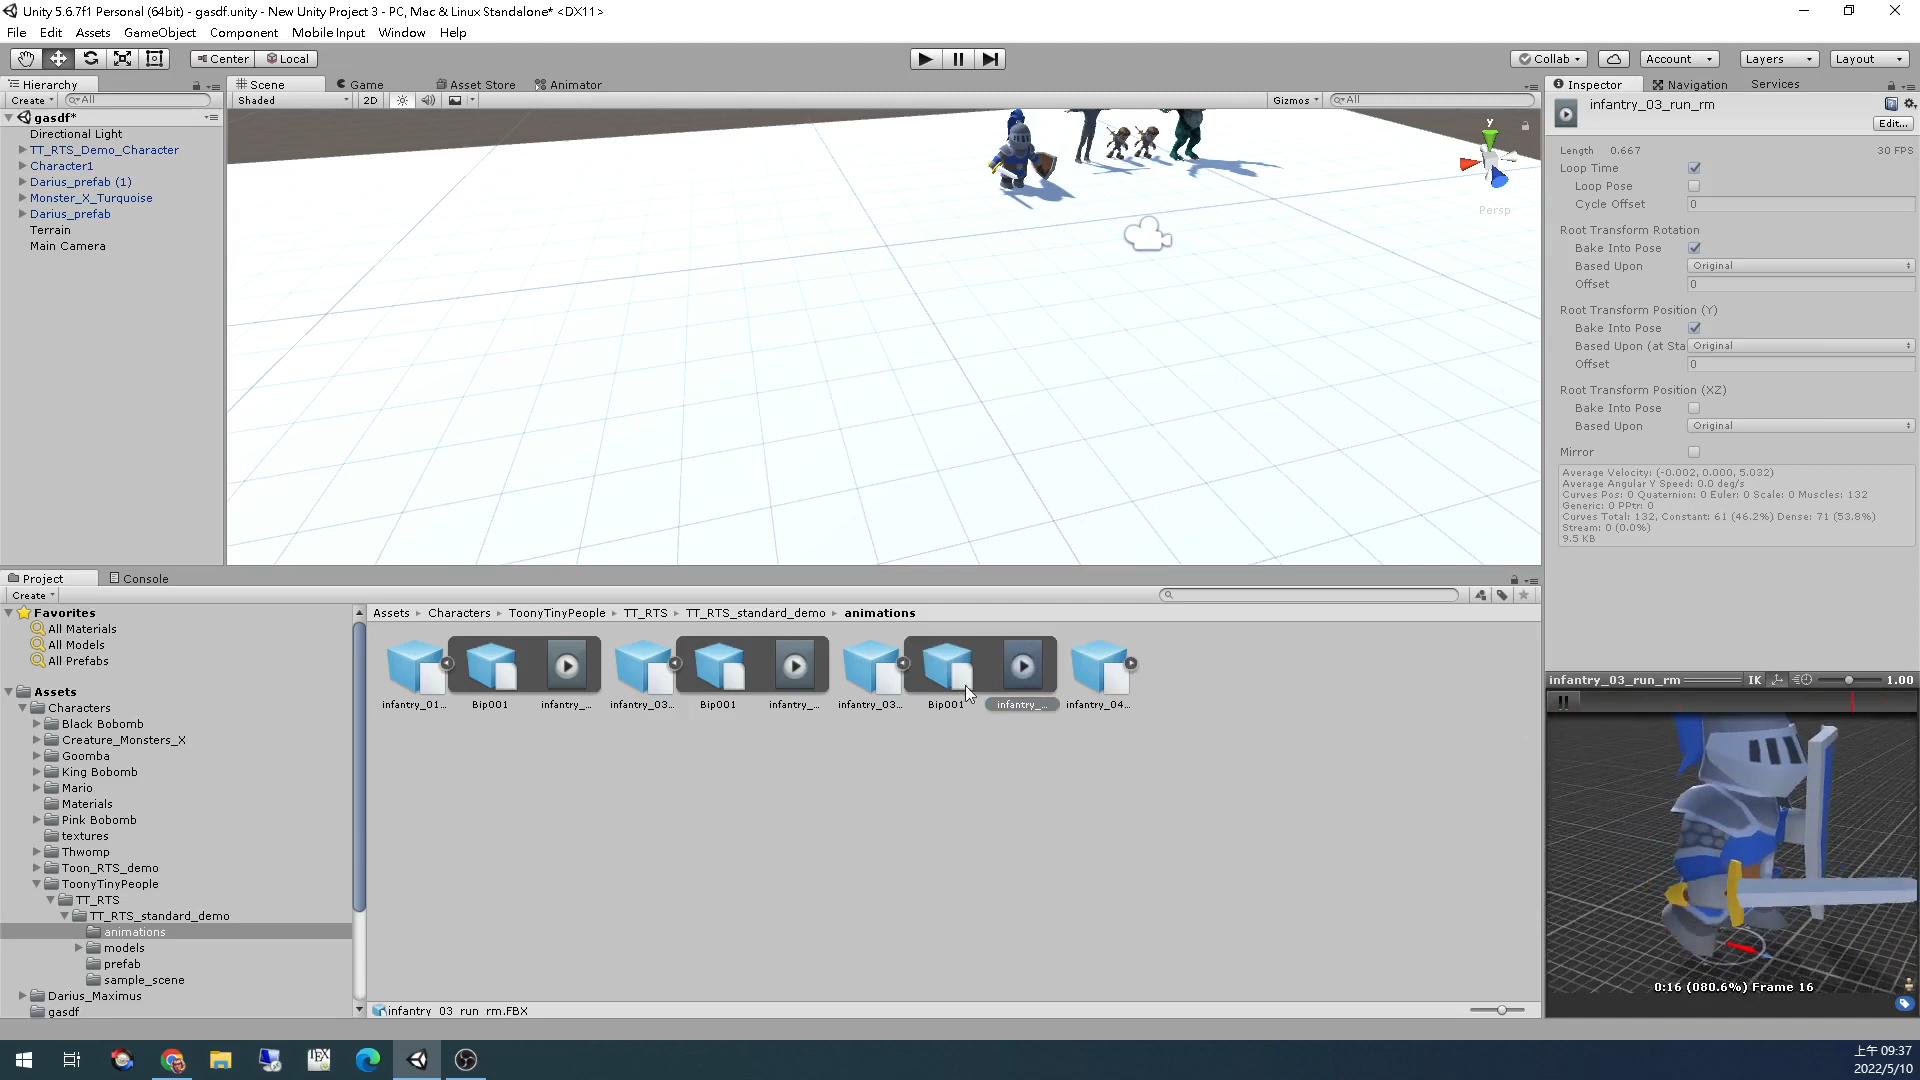 Unity 5.6.7f1 Personal (64bit) - gasdf.unity - New Unity Project 3 - PC, Mac & Linux Standalone* <DX11>
File Edit Assets GameObject Component Mobile Input Window Help
Center Local Collab Account Layers Layout
Hierarchy
Create All
gasdf*
Directional Light
TT_RTS_Demo_Character
Character1
Darius_prefab (1)
Monster_X_Turquoise
Darius_prefab
Terrain
Main Camera
Scene Game Asset Store Animator
Shaded 2D Gizmos All
y
Persp
Inspector Navigation Services
infantry_03_run_rm
Edit...
Length 0.667 30 FPS
Loop Time
Loop Pose
Cycle Offset 0
Root Transform Rotation
Bake Into Pose
Based Upon Original
Offset 0
Root Transform Position (Y)
Bake Into Pose
Based Upon (at Sta Original
Offset 0
Root Transform Position (XZ)
Bake Into Pose
Based Upon Original
Mirror
Average Velocity: (-0.002, 0.000, 5.032)
Average Angular Y Speed: 0.0 deg/s
Curves Pos: 0 Quaternion: 0 Euler: 0 Scale: 0 Muscles: 132
Generic: 0 PPtr: 0
Curves Total: 132, Constant: 61 (46.2%) Dense: 71 (53.8%)
Stream: 0 (0.0%)
9.5 KB
Project Console
Create
Favorites
All Materials
All Models
All Prefabs
Assets
Characters
Black Bobomb
Creature_Monsters_X
Goomba
King Bobomb
Mario
Materials
Pink Bobomb
textures
Thwomp
Toon_RTS_demo
ToonyTinyPeople
TT_RTS
TT_RTS_standard_demo
animations
models
prefab
sample_scene
Darius_Maximus
gasdf
Assets Characters ToonyTinyPeople TT_RTS TT_RTS_standard_demo animations
infantry_01... Bip001 infantry_... infantry_03... Bip001 infantry_... infantry_03... Bip001 infantry_... infantry_04...
infantry_03_run_rm.FBX
infantry_03_run_rm IK 1.00
0:16 (080.6%) Frame 16
TEX
上午 09:37
2022/5/10